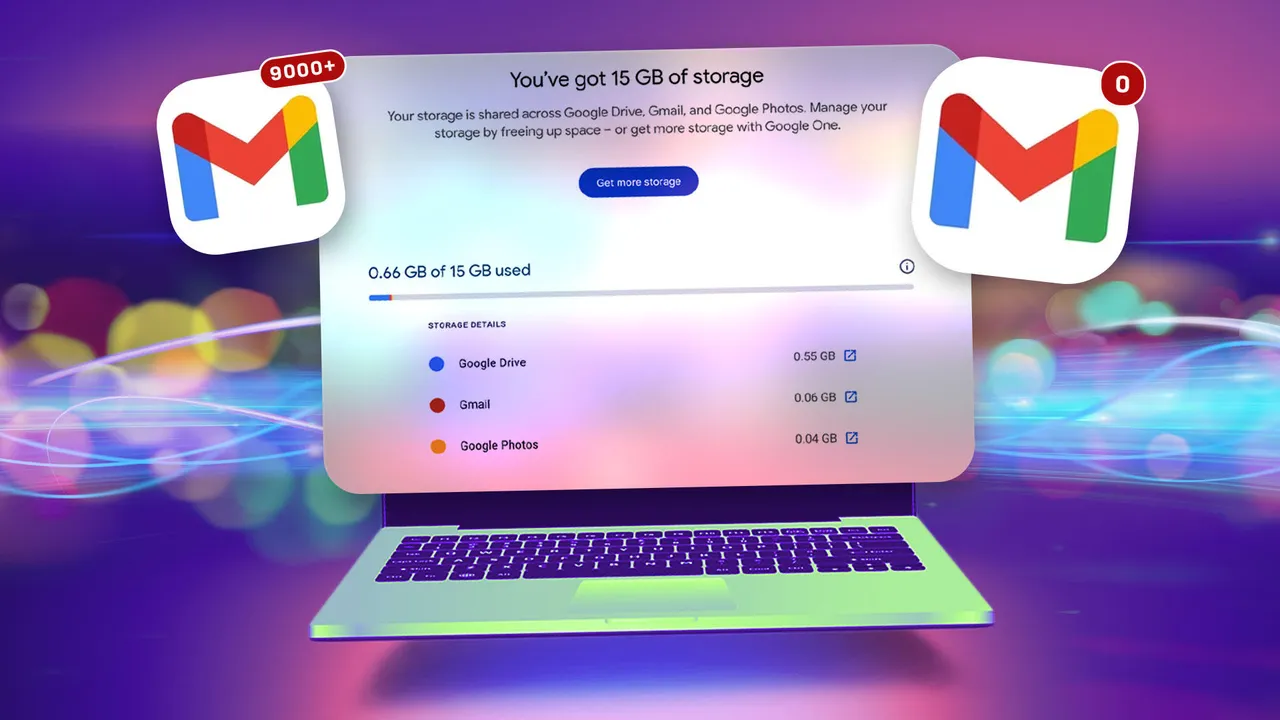 9000+
0
You've got 15 GB of storage
Your storage is shared across Google Drive, Gmail, and Google Photos. Manage your
storage by freeing up space – or get more storage with Google One.
Get more storage
0.66 GB of 15 GB used
STORAGE DETAILS
Google Drive 0.55 GB
Gmail 0.06 GB
Google Photos 0.04 GB